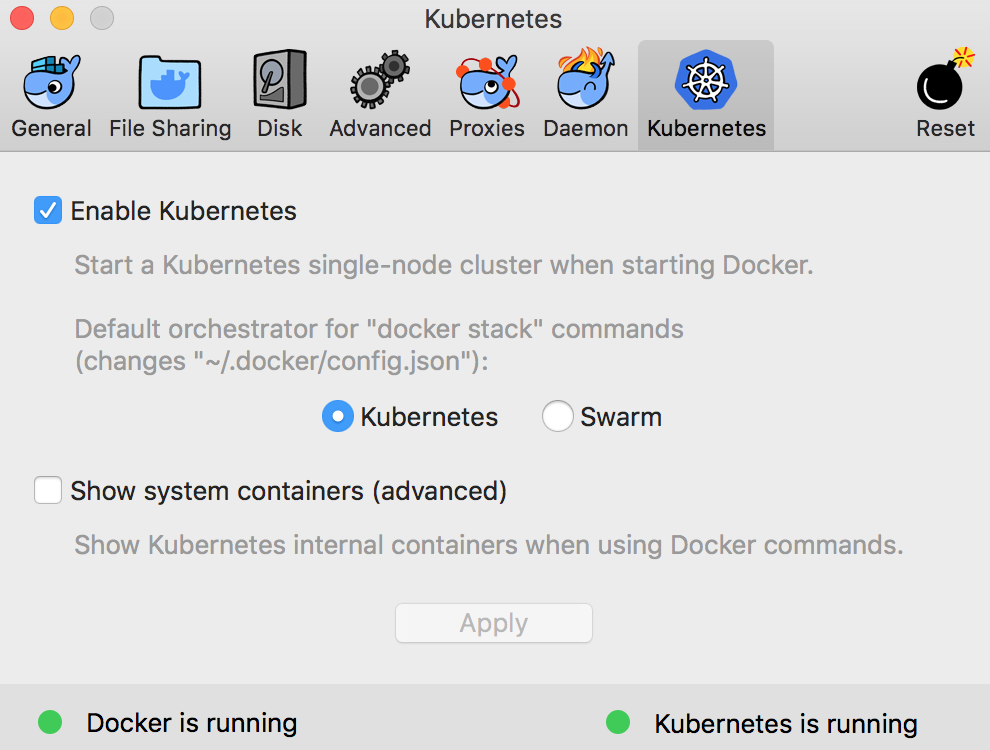 Kubernetes
General File Sharing Disk Advanced Proxies Daemon Kubernetes Reset
Enable Kubernetes
Start a Kubernetes single-node cluster when starting Docker.
Default orchestrator for "docker stack" commands
(changes "~/.docker/config.json"):
Kubernetes Swarm
Show system containers (advanced)
Show Kubernetes internal containers when using Docker commands.
Apply
Docker is running Kubernetes is running